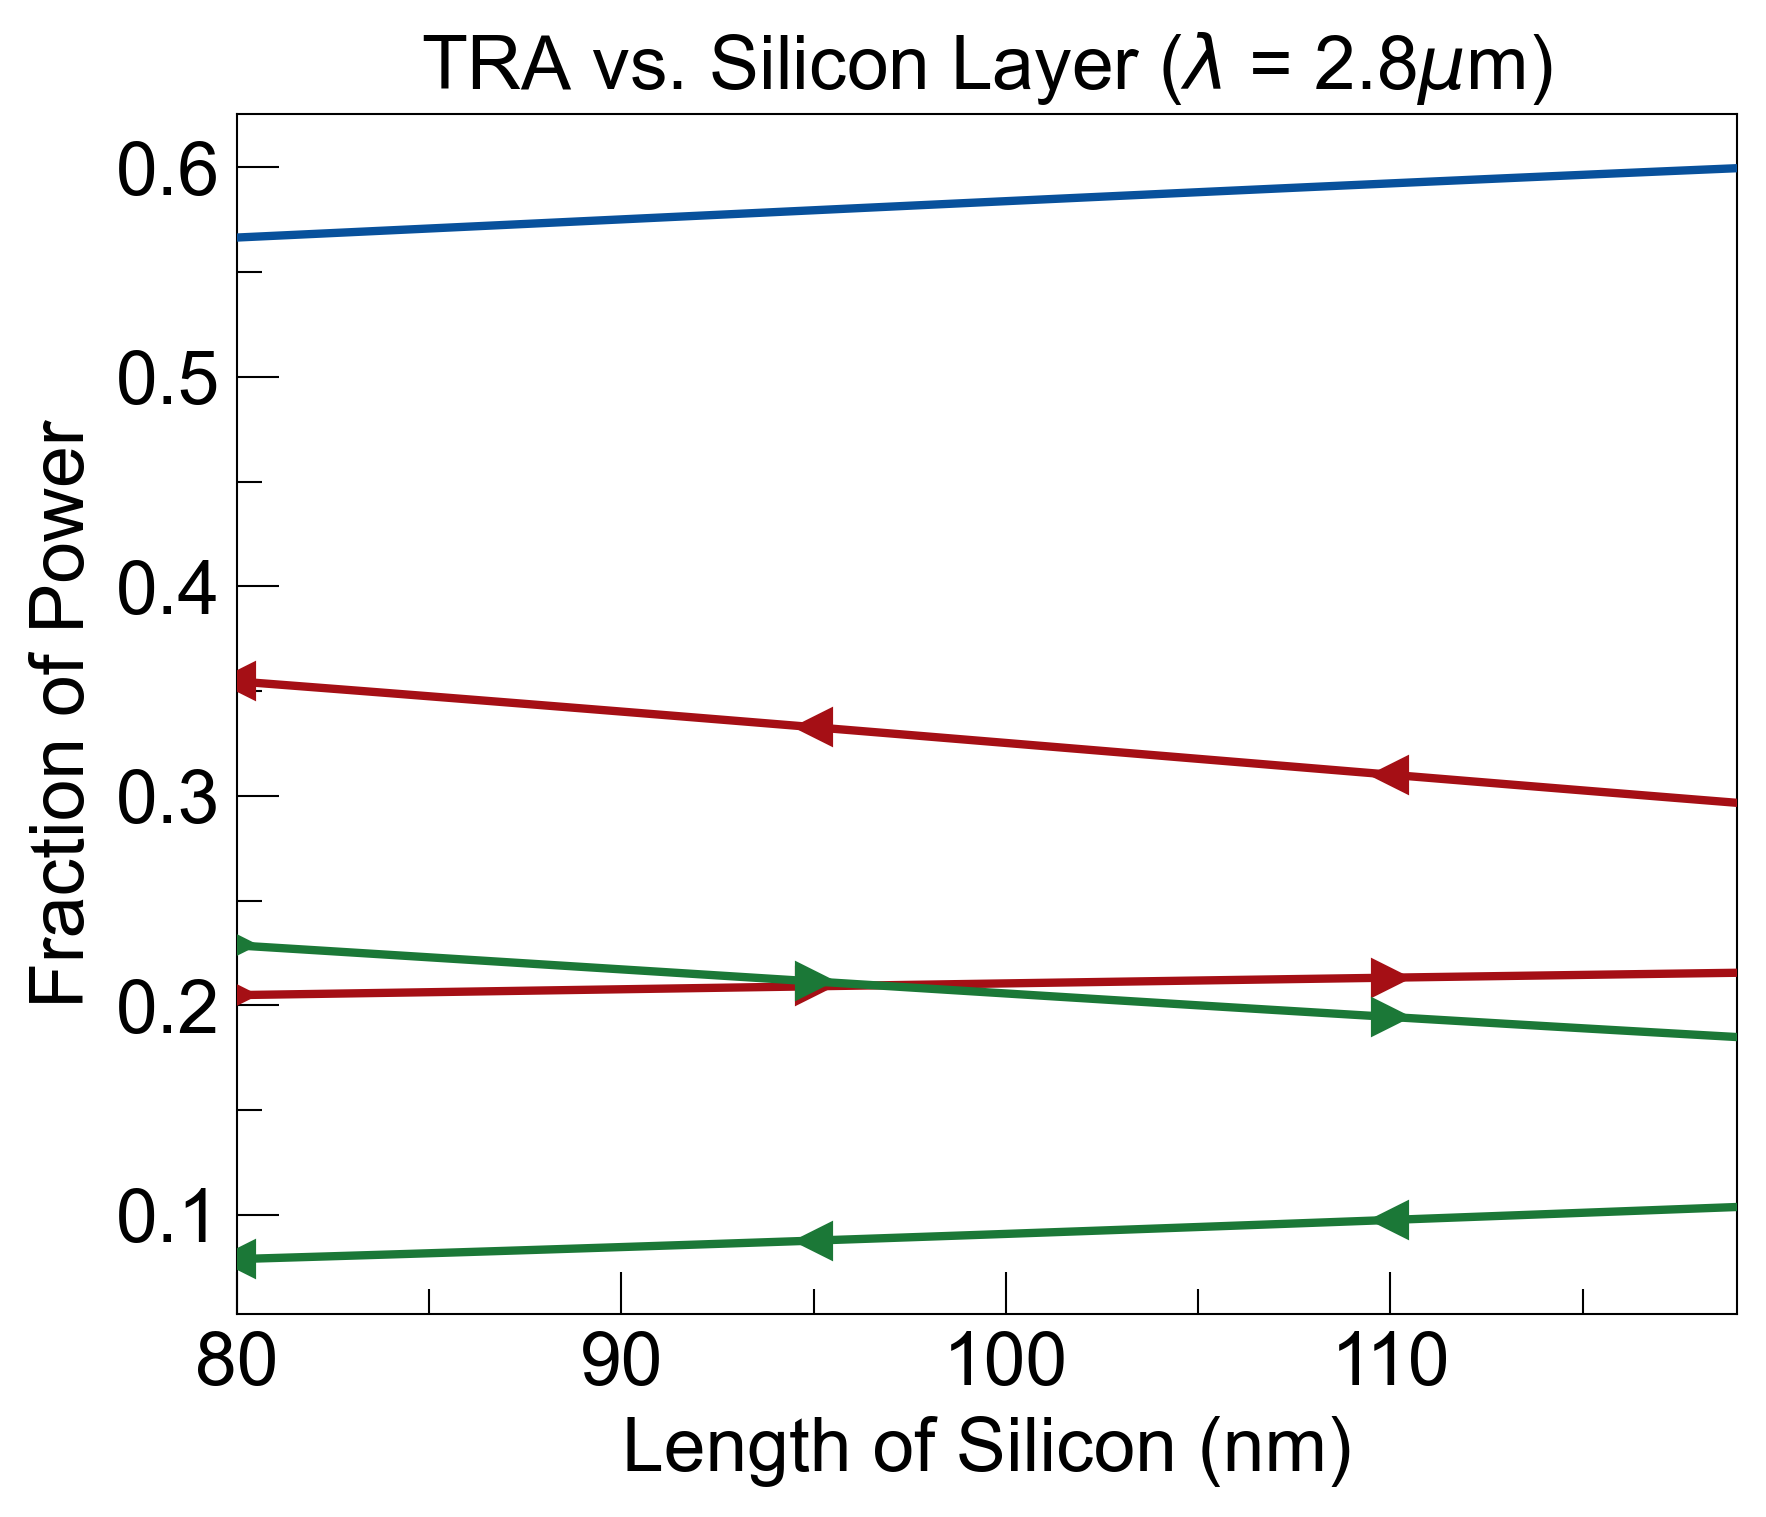 TRA vs. Silicon Layer (λ = 2.8μm)
0.6
0.5
0.4
0.3
0.2
0.1
Fraction of Power
80 90 100 110
Length of Silicon (nm)